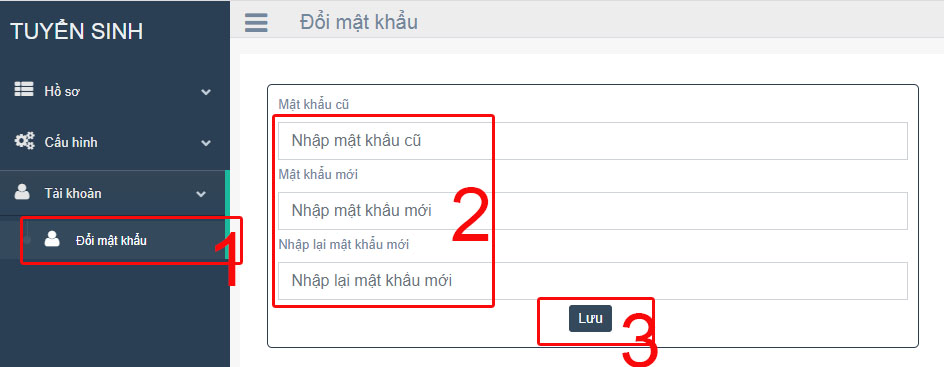 TUYỂN SINH
Đổi mật khẩu
Hồ sơ
Cấu hình
Tài khoản
Đổi mật khẩu
1
Mật khẩu cũ
Nhập mật khẩu cũ
Mật khẩu mới
Nhập mật khẩu mới
2
Nhập lại mật khẩu mới
Nhập lại mật khẩu mới
Lưu
3